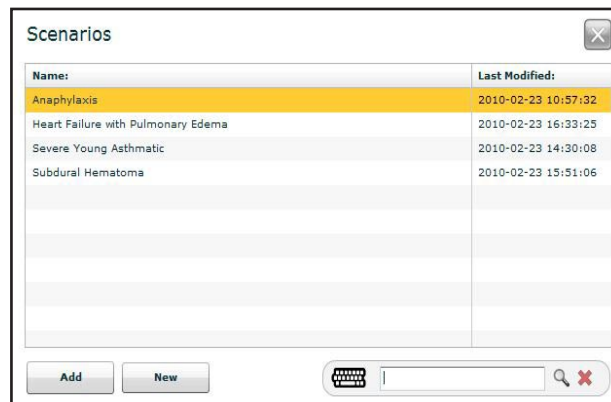 Scenarios
Name: Last Modified:
Anaphylaxis 2010-02-23 10:57:32
Heart Failure with Pulmonary Edema 2010-02-23 16:33:25
Severe Young Asthmatic 2010-02-23 14:30:08
Subdural Hematoma 2010-02-23 15:51:06
Add New